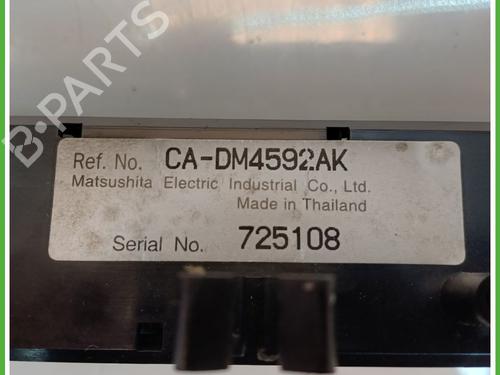 B-PARTS
Ref. No. CA-DM4592AK
Matsushita Electric Industrial Co., Ltd.
Made in Thailand
Serial No. 725108